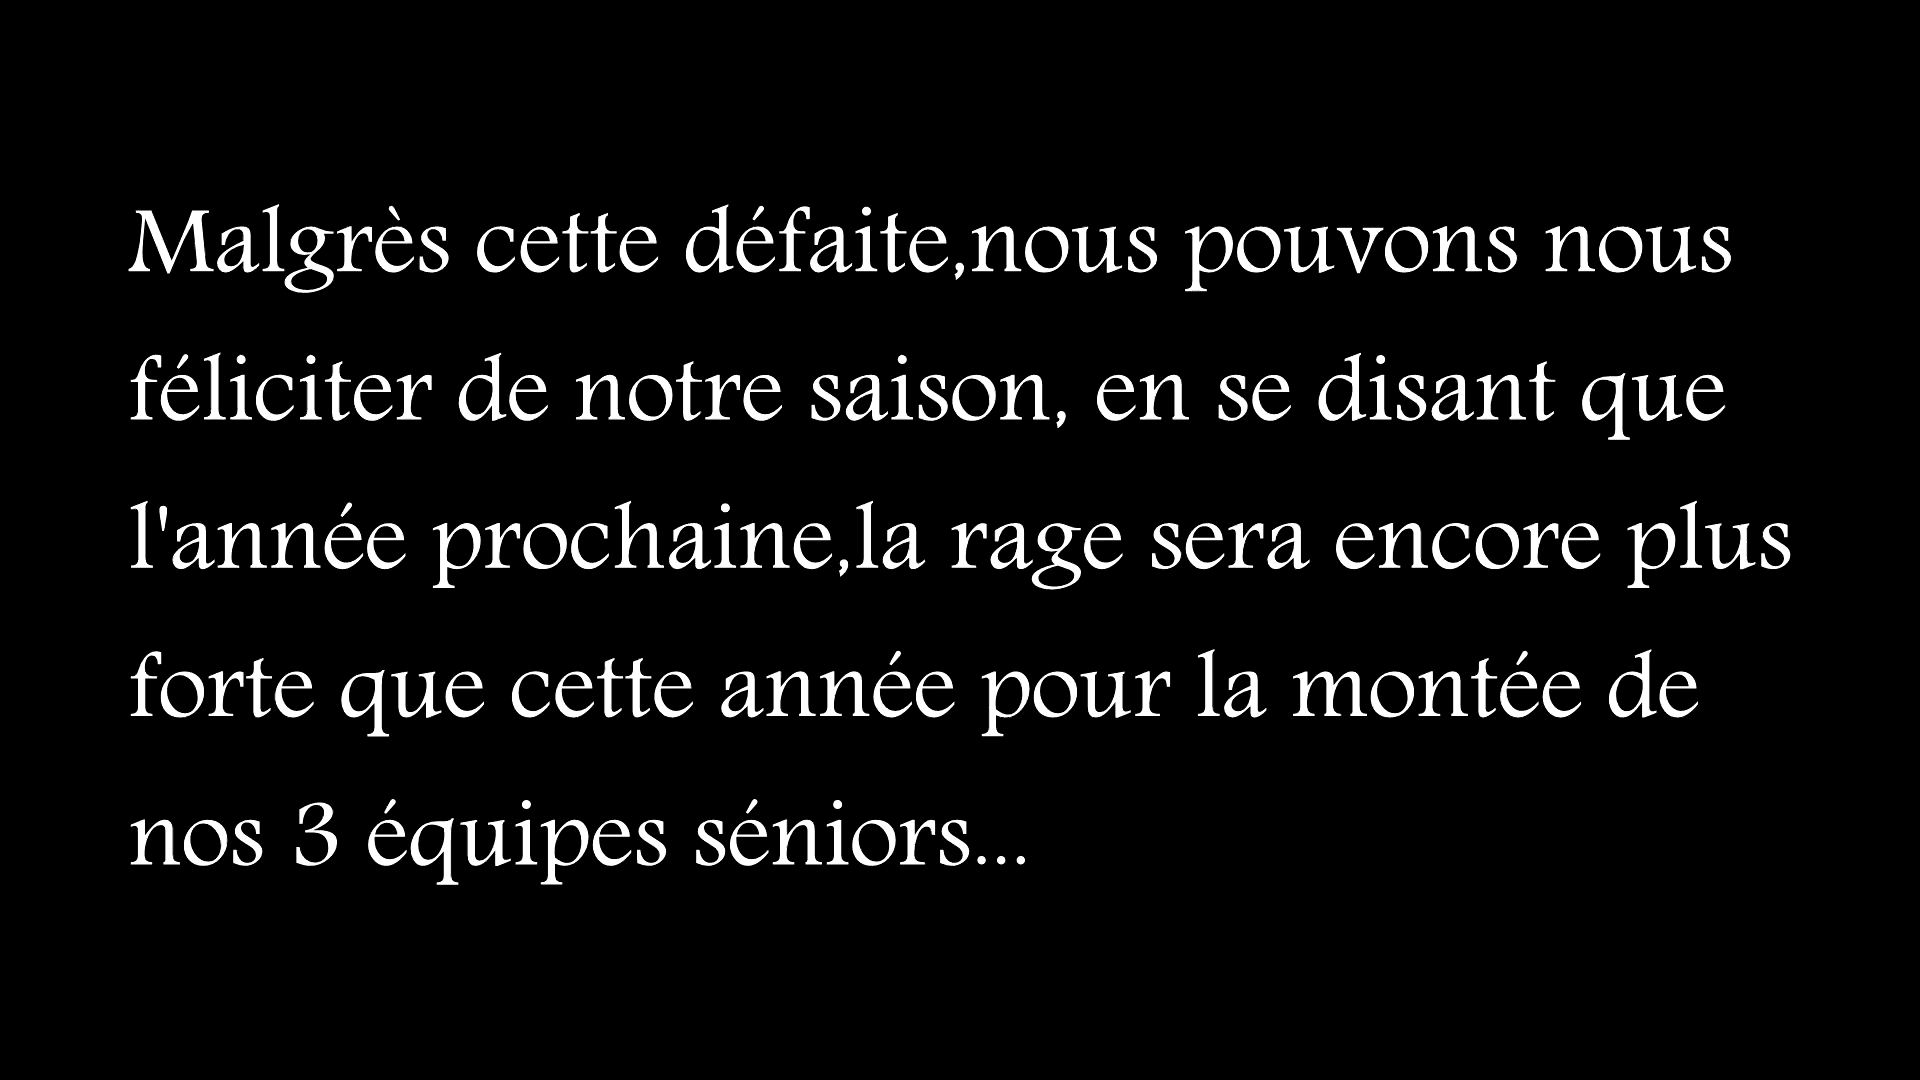 Malgrès cette défaite,nous pouvons nous
féliciter de notre saison, en se disant que
l'année prochaine,la rage sera encore plus
forte que cette année pour la montée de
nos 3 équipes séniors...